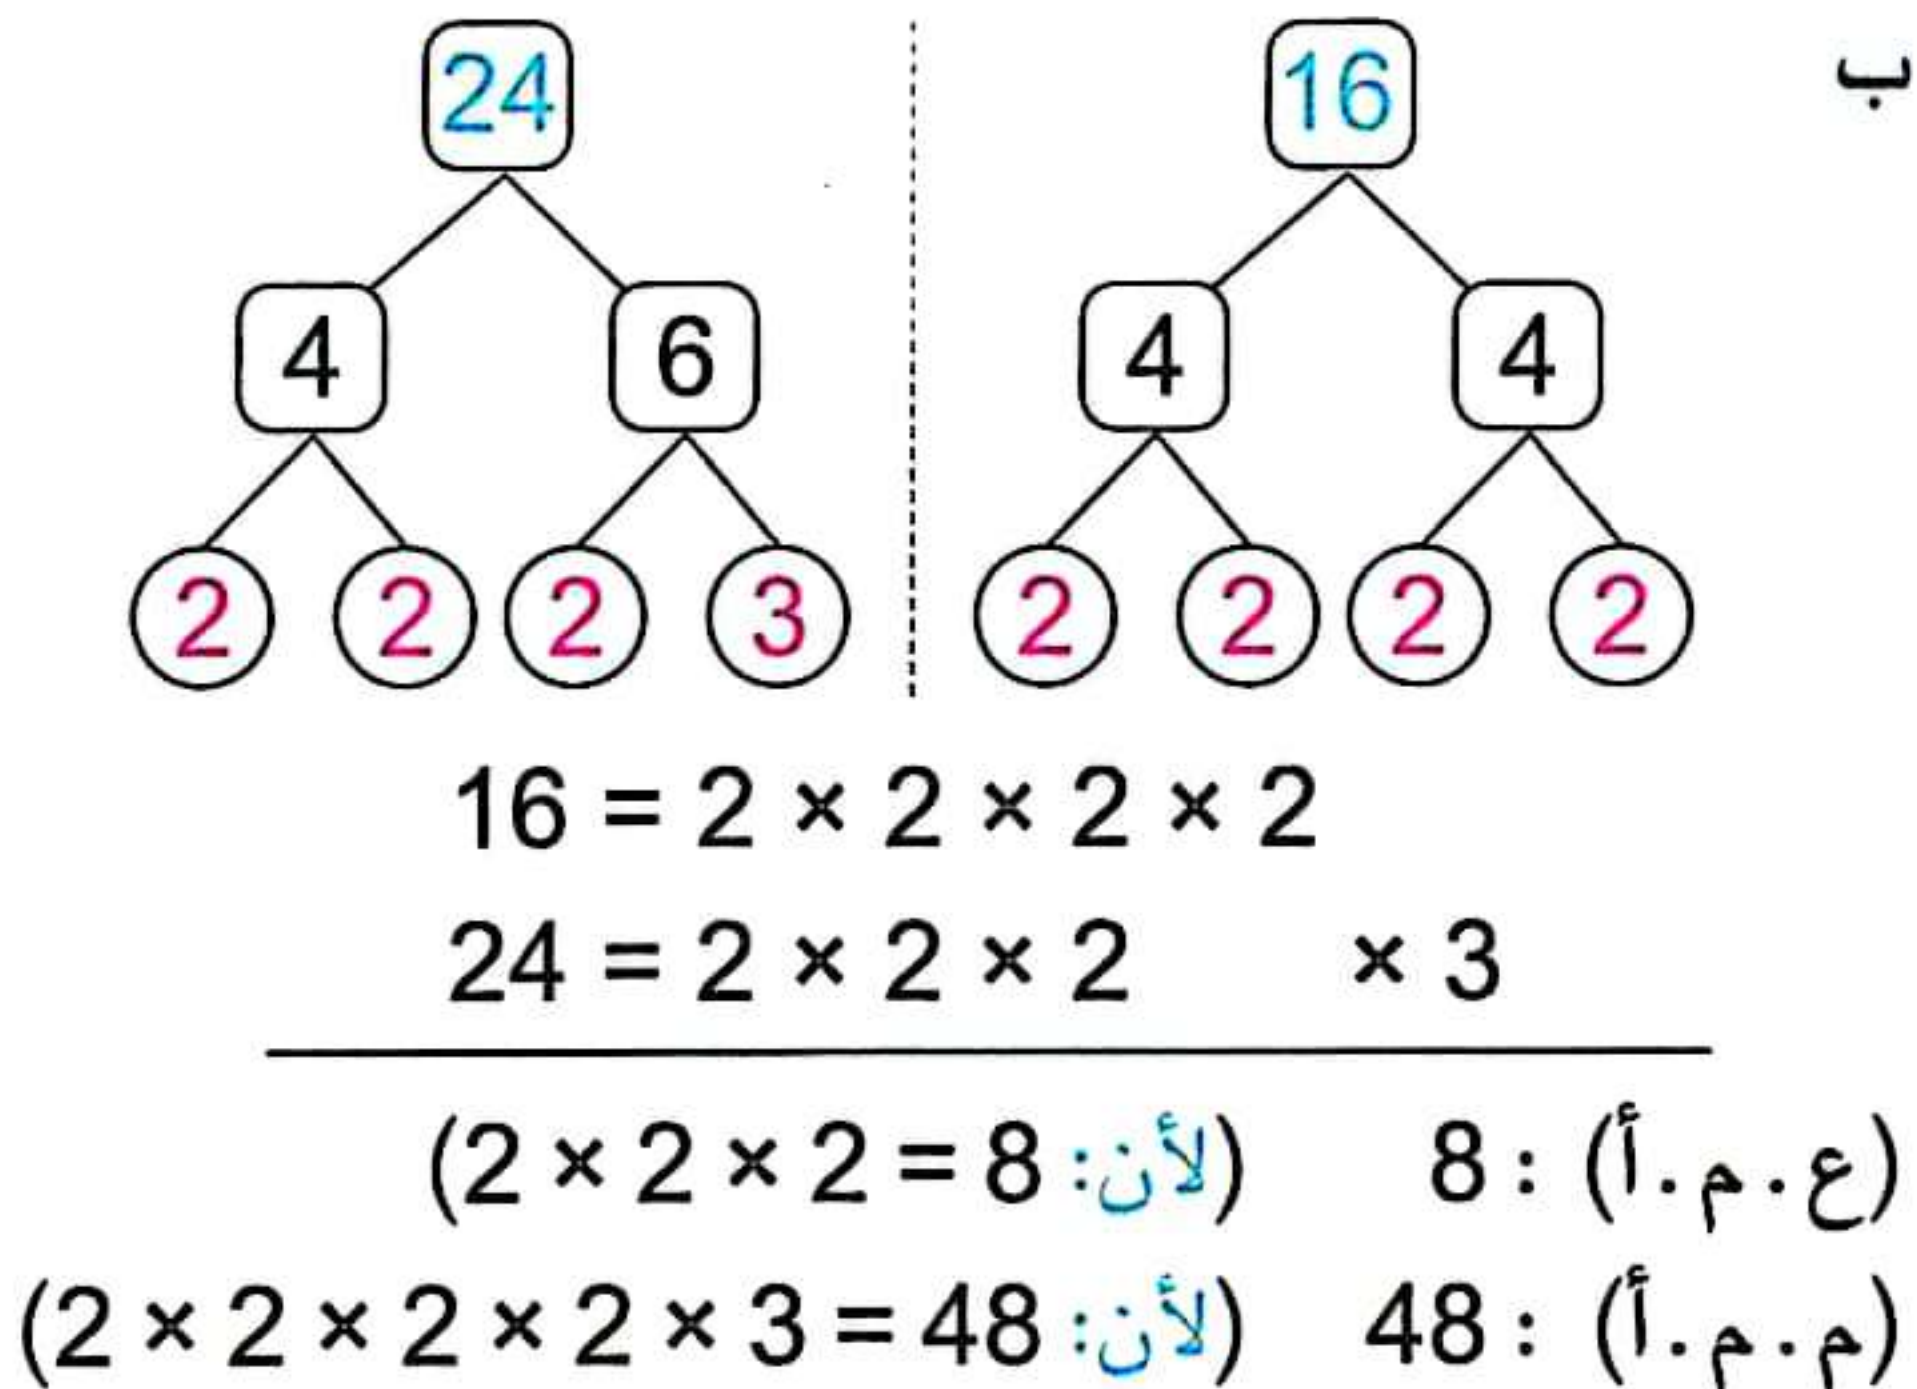 ب
16 24
4 4 6 4
2 2 2 2 3 2 2 2
16 = 2 × 2 × 2 × 2
24 = 2 × 2 × 2 × 3
(ع.م.أ) : 8 (لأن: 2 × 2 × 2 = 8)
(م.م.أ) : 48 (لأن: 2 × 2 × 2 × 2 × 3 = 48)